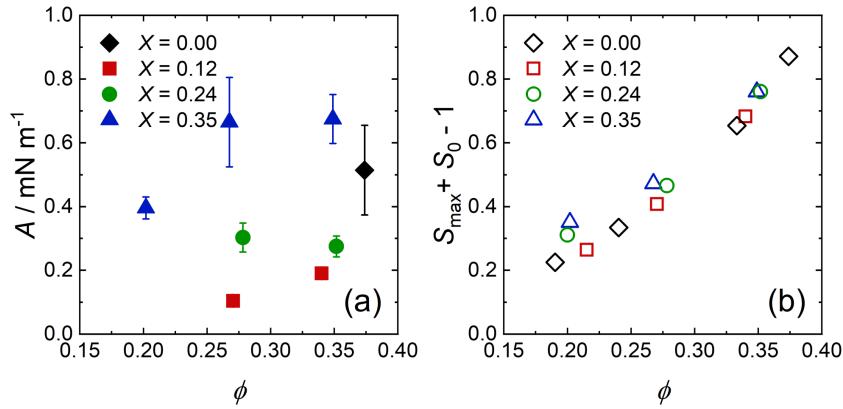 1.0
0.8
0.6
0.4
0.2
0.0
A / mN m⁻¹
X = 0.00
X = 0.12
X = 0.24
X = 0.35
(a)
0.15 0.20 0.25 0.30 0.35 0.40
ϕ
1.0
0.8
0.6
0.4
0.2
0.0
Smax + S0 - 1
X = 0.00
X = 0.12
X = 0.24
X = 0.35
(b)
0.15 0.20 0.25 0.30 0.35 0.40
ϕ